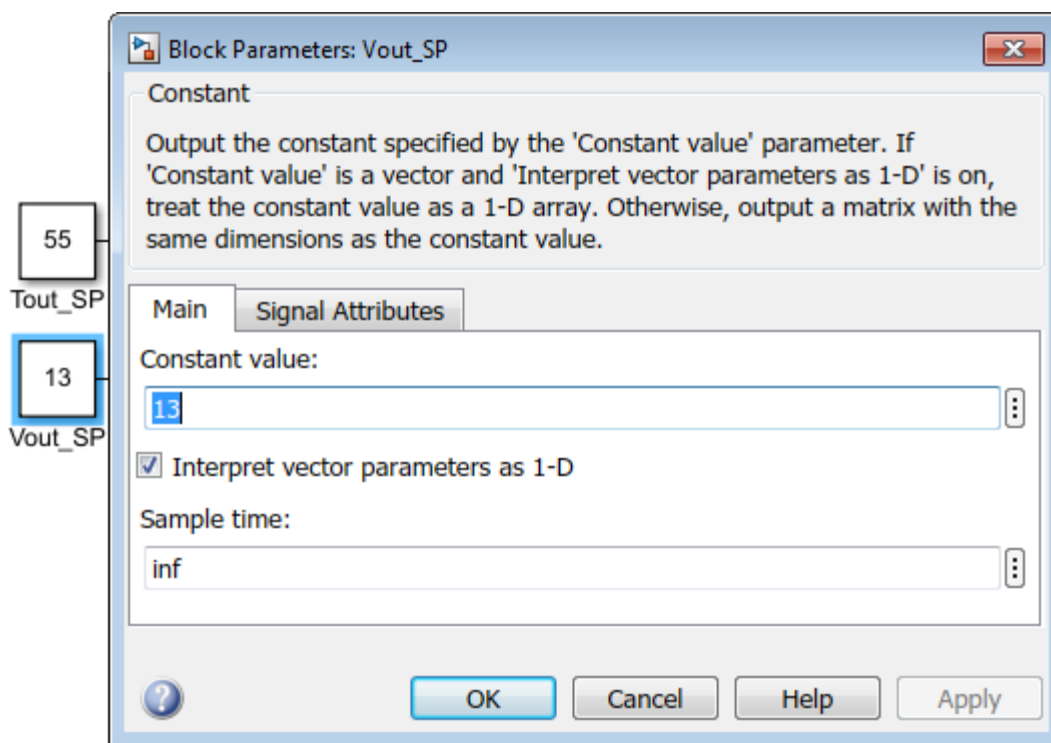 Block Parameters: Vout_SP
Constant
Output the constant specified by the 'Constant value' parameter. If
'Constant value' is a vector and 'Interpret vector parameters as 1-D' is on,
treat the constant value as a 1-D array. Otherwise, output a matrix with the
same dimensions as the constant value.
55
Tout_SP
13
Vout_SP
Main
Signal Attributes
Constant value:
13
Interpret vector parameters as 1-D
Sample time:
inf
?
OK
Cancel
Help
Apply